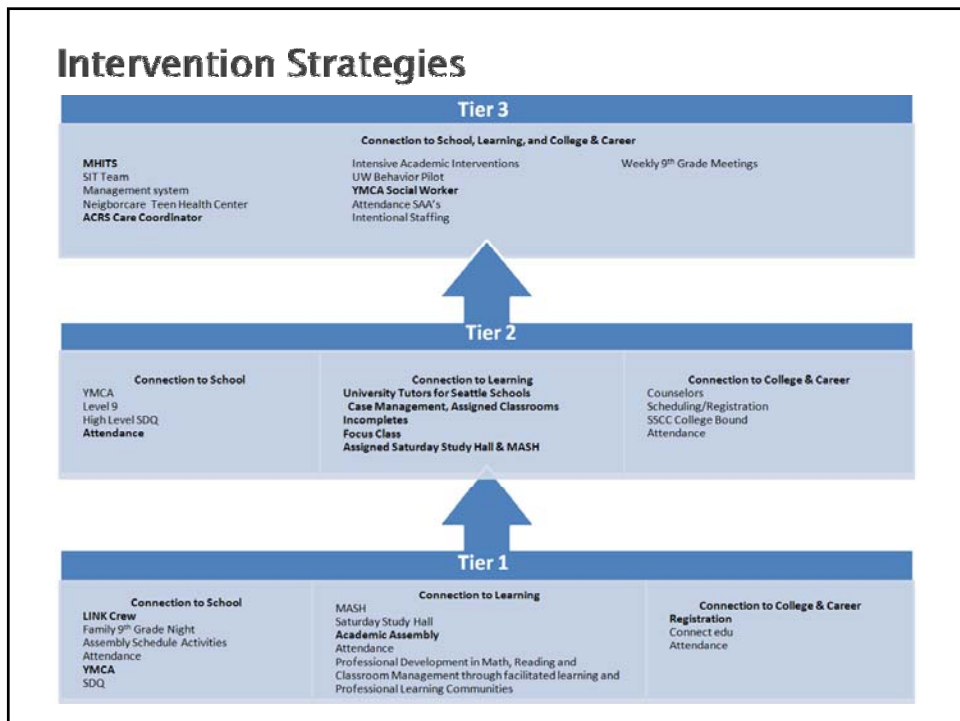 Intervention Strategies
Tier 3
Connection to School, Learning, and College & Career
MHITS
SIT Team
Management system
Neigborcare Teen Health Center
ACRS Care Coordinator
Intensive Academic Interventions
UW Behavior Pilot
YMCA Social Worker
Attendance SAA's
Intentional Staffing
Weekly 9th Grade Meetings
Tier 2
Connection to School
YMCA
Level 9
High Level SDQ
Attendance
Connection to Learning
University Tutors for Seattle Schools
Case Management, Assigned Classrooms
Incompletes
Focus Class
Assigned Saturday Study Hall & MASH
Connection to College & Career
Counselors
Scheduling/Registration
SSCC College Bound
Attendance
Tier 1
Connection to School
LINK Crew
Family 9th Grade Night
Assembly Schedule Activities
Attendance
YMCA
SDQ
Connection to Learning
MASH
Saturday Study Hall
Academic Assembly
Attendance
Professional Development in Math, Reading and
Classroom Management through facilitated learning and
Professional Learning Communities
Connection to College & Career
Registration
Connect edu
Attendance